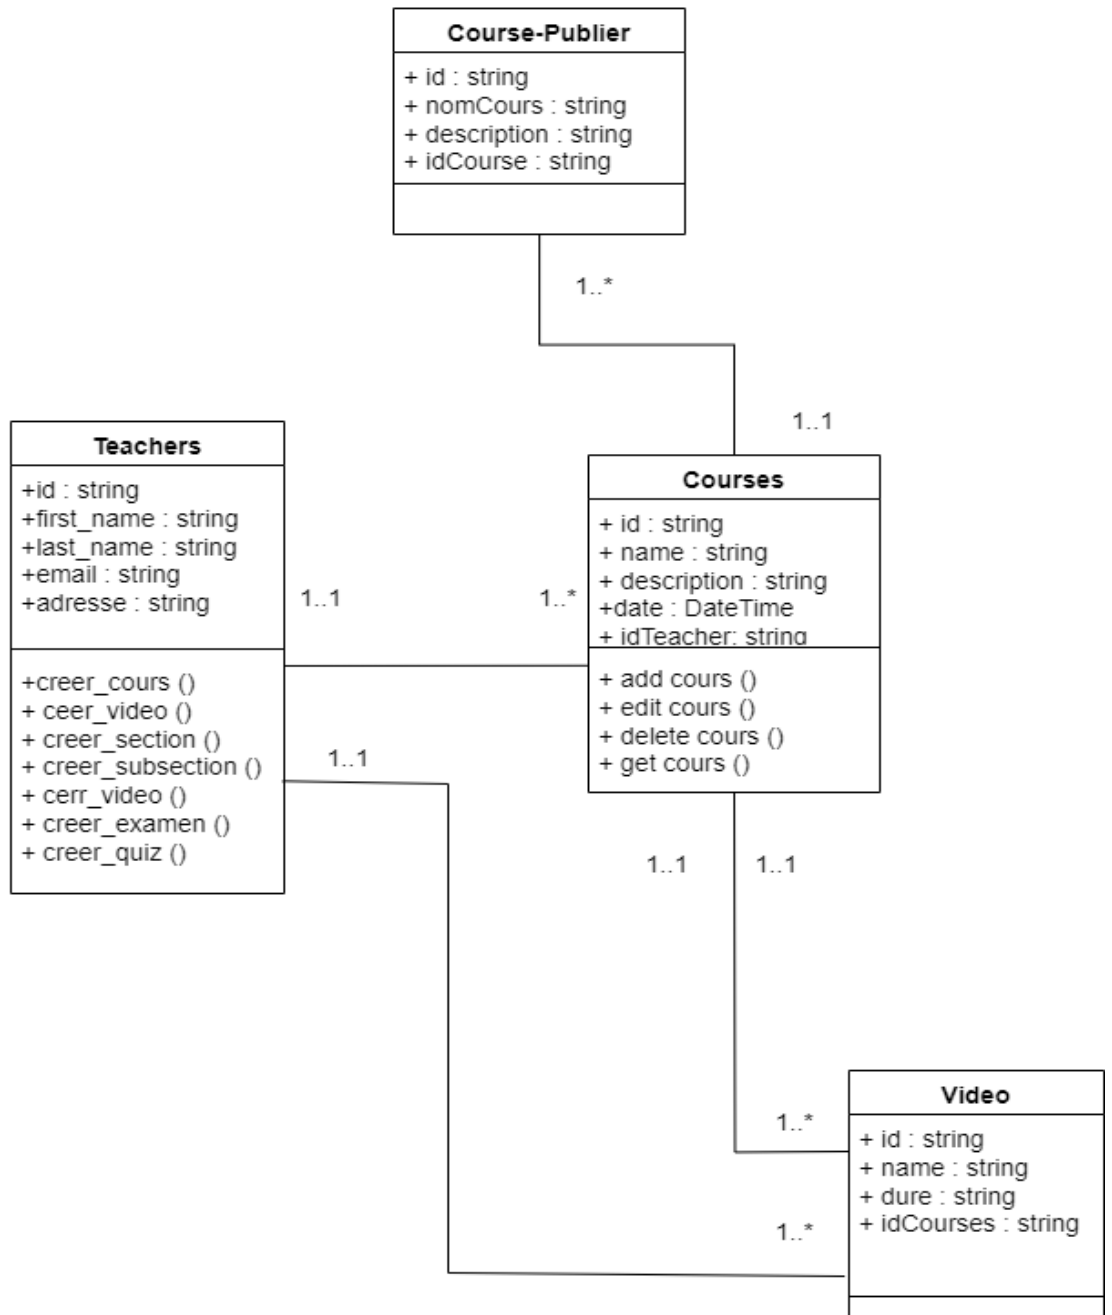 Course-Publier
+ id : string
+ nomCours : string
+ description : string
+ idCourse : string
1..*
1..1
Teachers
+id : string
+first_name : string
+last_name : string
+email : string
+adresse : string
+creer_cours ()
+ ceer_video ()
+ creer_section ()
+ creer_subsection ()
+ cerr_video ()
+ creer_examen ()
+ creer_quiz ()
1..1
1..*
Courses
+ id : string
+ name : string
+ description : string
+date : DateTime
+ idTeacher: string
+ add cours ()
+ edit cours ()
+ delete cours ()
+ get cours ()
1..1
1..1
1..1
1..*
1..*
Video
+ id : string
+ name : string
+ dure : string
+ idCourses : string